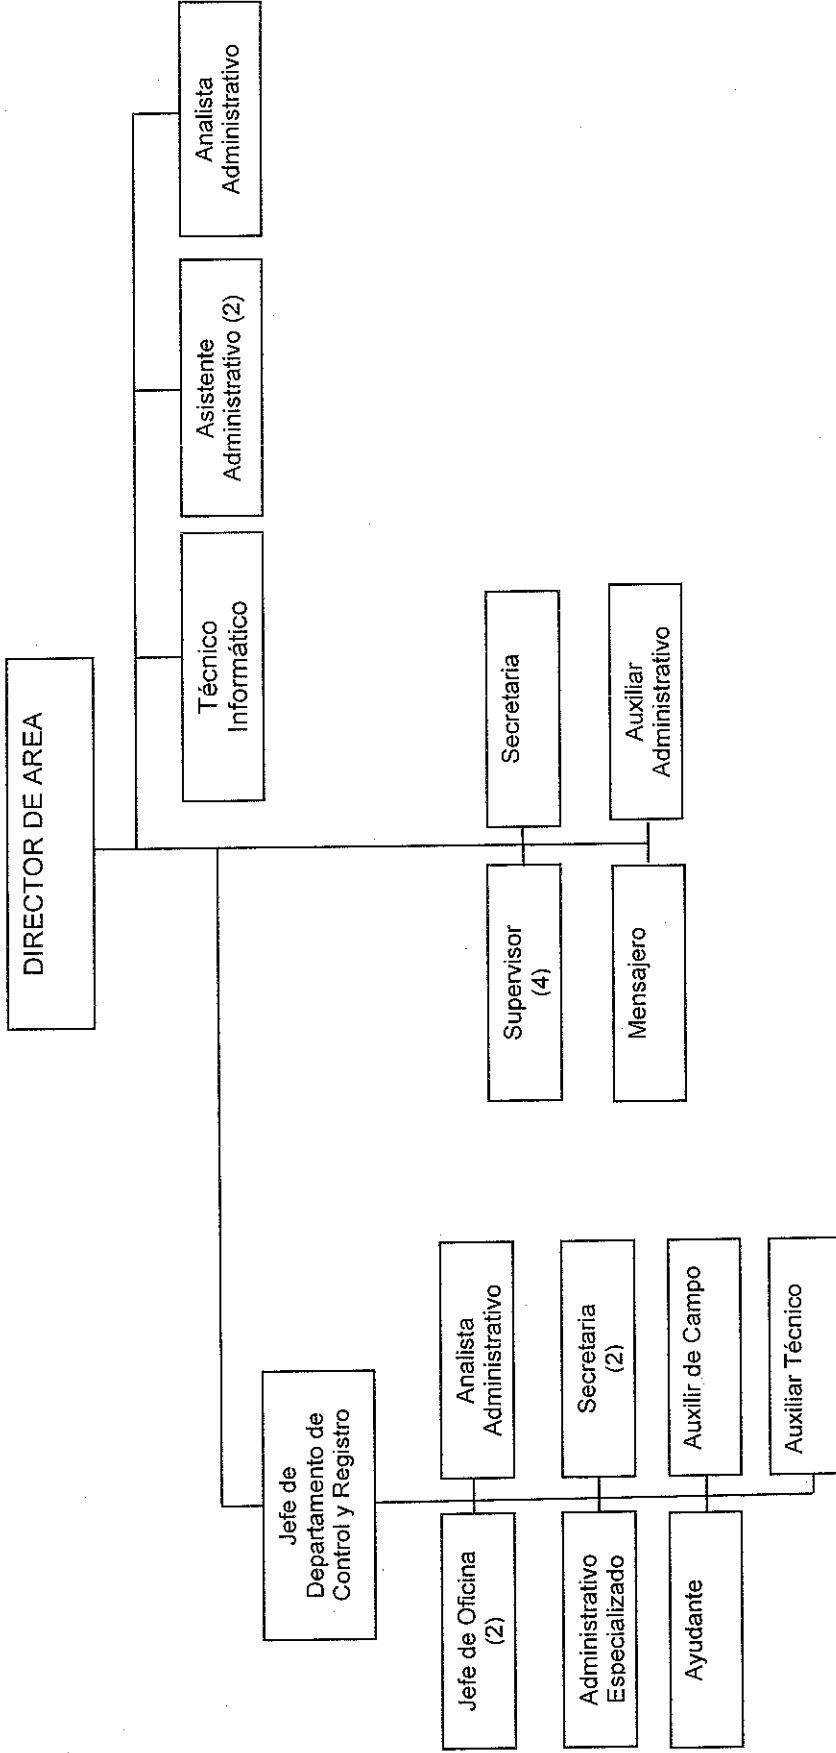 DIRECTOR DE AREA
Técnico
Informático
Asistente
Administrativo (2)
Analista
Administrativo
Jefe de
Departamento de
Control y Registro
Jefe de Oficina
(2)
Analista
Administrativo
Administrativo
Especializado
Secretaria
(2)
Ayudante
Auxilir de Campo
Auxiliar Técnico
Supervisor
(4)
Secretaria
Mensajero
Auxiliar
Administrativo